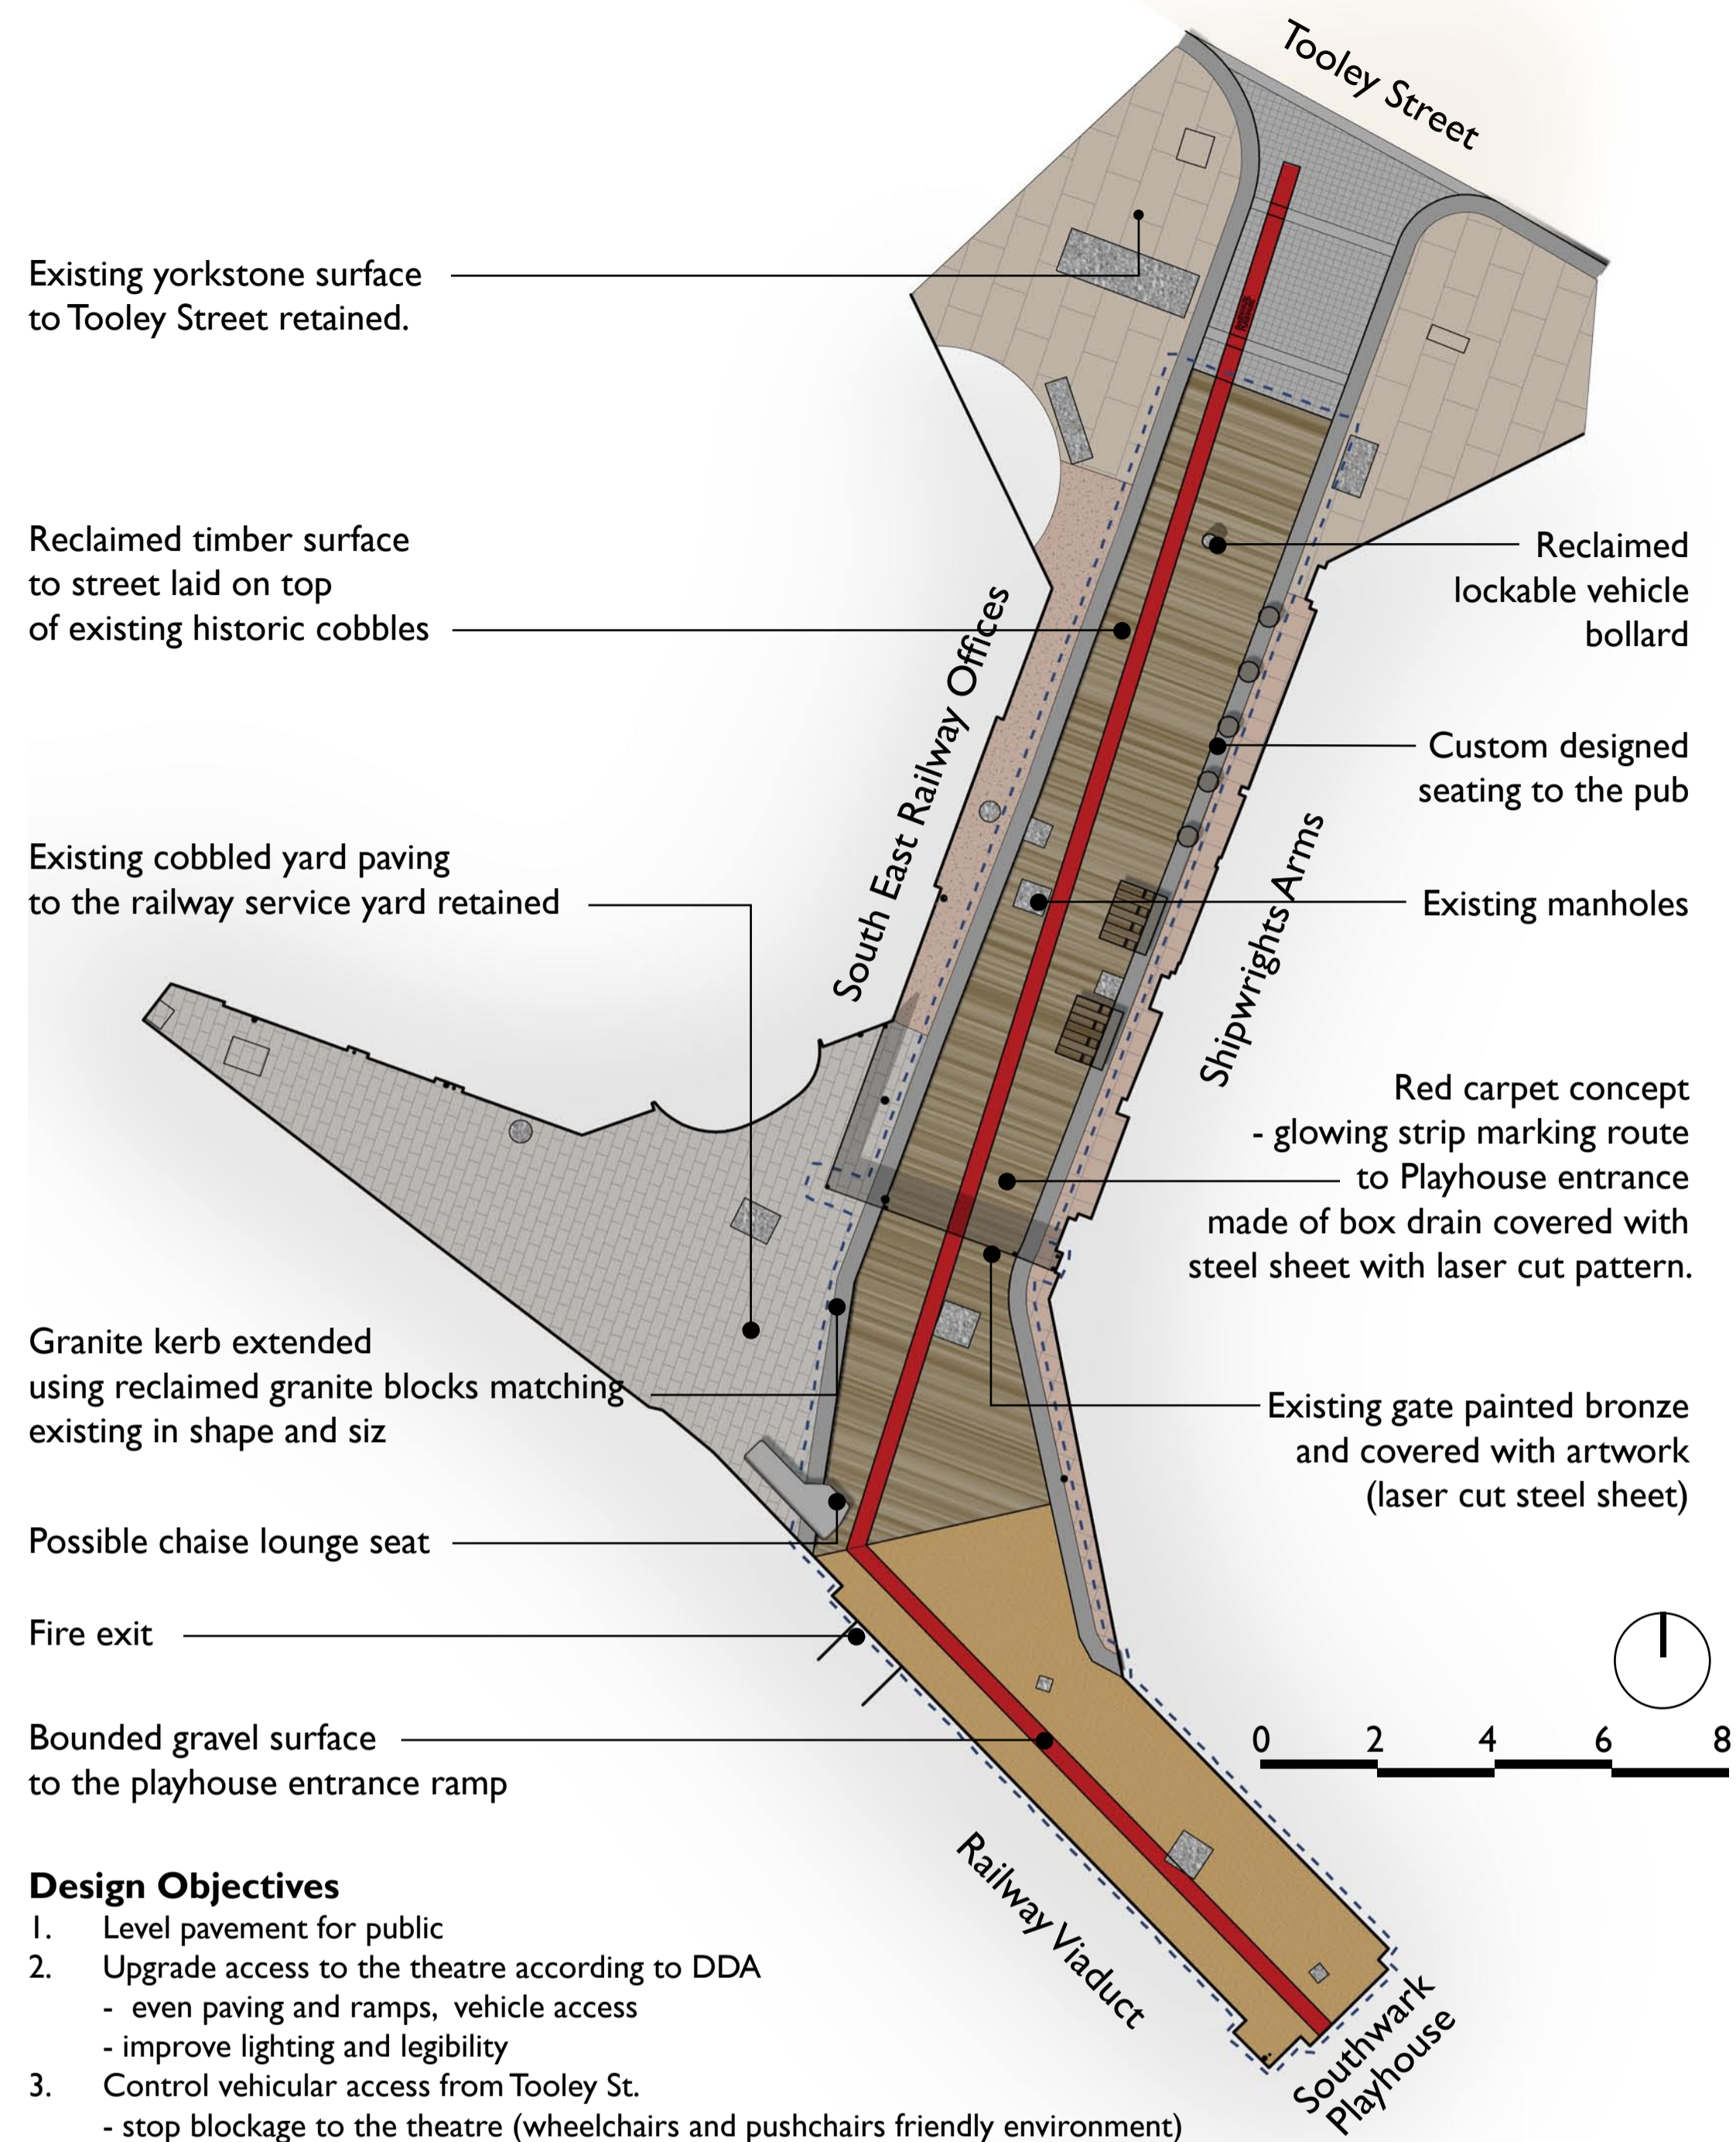 Tooley Street
Existing yorkstone surface
to Tooley Street retained.
Reclaimed timber surface
to street laid on top
of existing historic cobbles
Reclaimed
lockable vehicle
bollard
South East Railway Offices
Custom designed
seating to the pub
Existing cobbled yard paving
to the railway service yard retained
Existing manholes
Shipwrights Arms
Red carpet concept
- glowing strip marking route
to Playhouse entrance
made of box drain covered with
steel sheet with laser cut pattern.
Granite kerb extended
using reclaimed granite blocks matching
existing in shape and siz
Existing gate painted bronze
and covered with artwork
(laser cut steel sheet)
Possible chaise lounge seat
Fire exit
Bounded gravel surface
to the playhouse entrance ramp
0 2 4 6 8
Railway Viaduct
Southwark
Playhouse
Design Objectives
1. Level pavement for public
2. Upgrade access to the theatre according to DDA
- even paving and ramps, vehicle access
- improve lighting and legibility
3. Control vehicular access from Tooley St.
- stop blockage to the theatre (wheelchairs and pushchairs friendly environment)